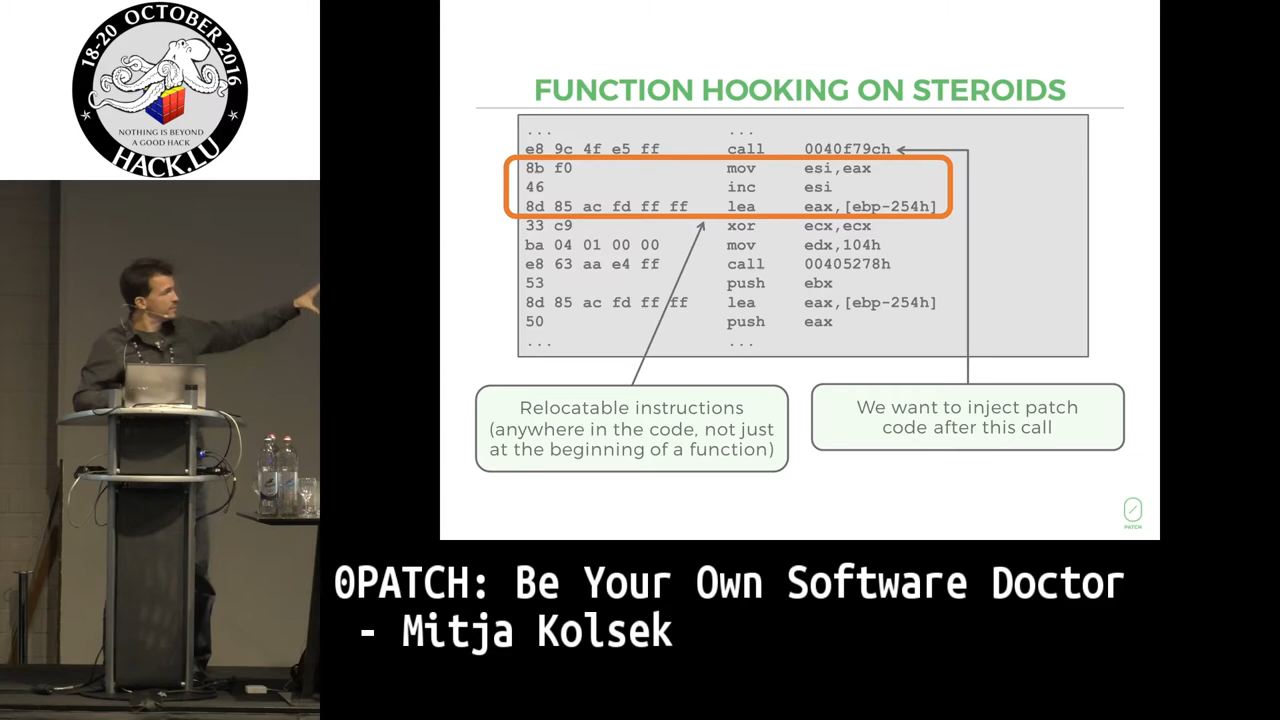 18-20 OCTOBER 2016
NOTHING IS BEYOND
A GOOD HACK
HACK.LU
FUNCTION HOOKING ON STEROIDS
... ...
e8 9c 4f e5 ff call 0040f79ch
8b f0 mov esi,eax
46 inc esi
8d 85 ac fd ff ff lea eax,[ebp-254h]
33 c9 xor ecx,ecx
ba 04 01 00 00 mov edx,104h
e8 63 aa e4 ff call 00405278h
53 push ebx
8d 85 ac fd ff ff lea eax,[ebp-254h]
50 push eax
... ...
Relocatable instructions
(anywhere in the code, not just
at the beginning of a function)
We want to inject patch
code after this call
PATCH
0PATCH: Be Your Own Software Doctor
- Mitja Kolsek